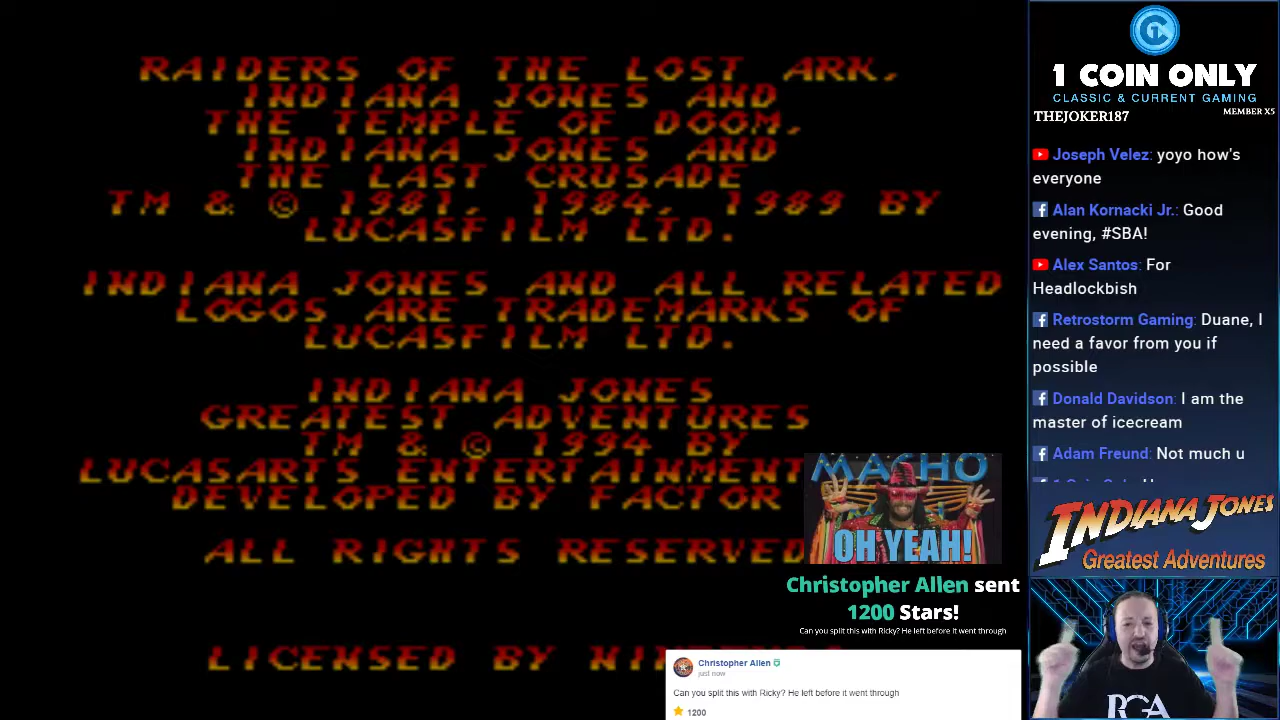 RAIDERS OF THE LOST ARK,
INDIANA JONES AND
THE TEMPLE OF DOOM,
INDIANA JONES AND
THE LAST CRUSADE
TM & © 1981, 1984, 1989 BY
LUCASFILM LTD.
INDIANA JONES AND ALL RELATED
LOGOS ARE TRADEMARKS OF
LUCASFILM LTD.
INDIANA JONES
GREATEST ADVENTURES
TM & © 1994 BY
LUCASARTS ENTERTAINMENT
DEVELOPED BY FACTOR
ALL RIGHTS RESERVED
LICENSED BY
MACHO
OH YEAH!
Christopher Allen sent
1200 Stars!
Can you split this with Ricky? He left before it went through
Christopher Allen
just now
Can you split this with Ricky? He left before it went through
1200
1 COIN ONLY
CLASSIC & CURRENT GAMING
THEJOKER187 MEMBER X5
Joseph Velez: yoyo how's
everyone
Alan Kornacki Jr.: Good
evening, #SBA!
Alex Santos: For
Headlockbish
Retrostorm Gaming: Duane, I
need a favor from you if
possible
Donald Davidson: I am the
master of icecream
Adam Freund: Not much u
INDIANA JONES
Greatest Adventures
RGA